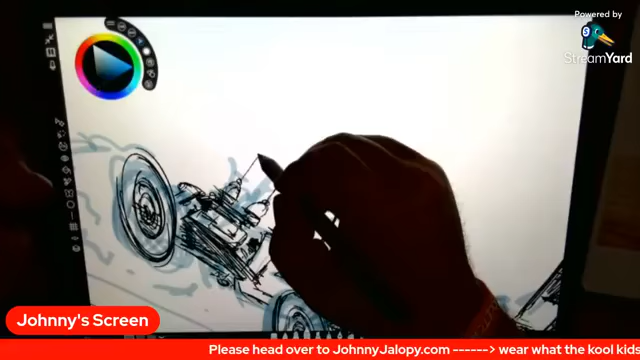 Powered by
StreamYard
Johnny's Screen
Please head over to JohnnyJalopy.com ------> wear what the kool kids